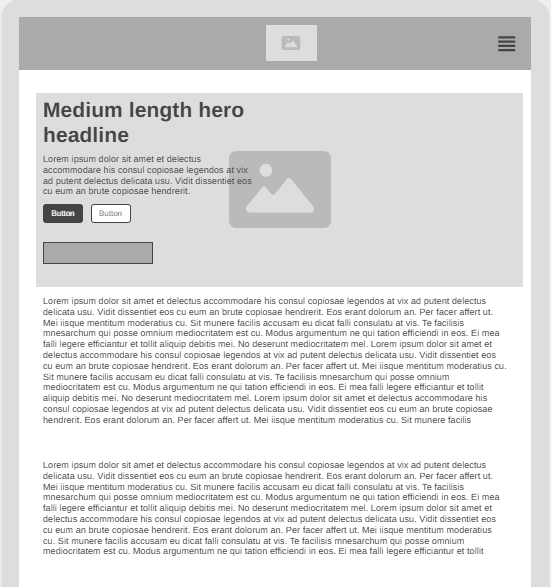 Medium length hero
headline
Lorem ipsum dolor sit amet et delectus
accommodare his consul copiosae legendos at vix
ad putent delectus delicata usu. Vidit dissentiet eos
cu eum an brute copiosae hendrerit.
Button Button
Lorem ipsum dolor sit amet et delectus accommodare his consul copiosae legendos at vix ad putent delectus
delicata usu. Vidit dissentiet eos cu eum an brute copiosae hendrerit. Eos erant dolorum an. Per facer affert ut.
Mei iisque mentitum moderatius cu. Sit munere facilis accusam eu dicat falli consulatu at vis. Te facilisis
mnesarchum qui posse omnium mediocritatem est cu. Modus argumentum ne qui tation efficiendi in eos. Ei mea
falli legere efficiantur et tollit aliquip debitis mei. No deserunt mediocritatem mel. Lorem ipsum dolor sit amet et
delectus accommodare his consul copiosae legendos at vix ad putent delectus delicata usu. Vidit dissentiet eos
cu eum an brute copiosae hendrerit. Eos erant dolorum an. Per facer affert ut. Mei iisque mentitum moderatius cu.
Sit munere facilis accusam eu dicat falli consulatu at vis. Te facilisis mnesarchum qui posse omnium
mediocritatem est cu. Modus argumentum ne qui tation efficiendi in eos. Ei mea falli legere efficiantur et tollit
aliquip debitis mei. No deserunt mediocritatem mel. Lorem ipsum dolor sit amet et delectus accommodare his
consul copiosae legendos at vix ad putent delectus delicata usu. Vidit dissentiet eos cu eum an brute copiosae
hendrerit. Eos erant dolorum an. Per facer affert ut. Mei iisque mentitum moderatius cu. Sit munere facilis
Lorem ipsum dolor sit amet et delectus accommodare his consul copiosae legendos at vix ad putent delectus
delicata usu. Vidit dissentiet eos cu eum an brute copiosae hendrerit. Eos erant dolorum an. Per facer affert ut.
Mei iisque mentitum moderatius cu. Sit munere facilis accusam eu dicat falli consulatu at vis. Te facilisis
mnesarchum qui posse omnium mediocritatem est cu. Modus argumentum ne qui tation efficiendi in eos. Ei mea
falli legere efficiantur et tollit aliquip debitis mei. No deserunt mediocritatem mel. Lorem ipsum dolor sit amet et
delectus accommodare his consul copiosae legendos at vix ad putent delectus delicata usu. Vidit dissentiet eos
cu eum an brute copiosae hendrerit. Eos erant dolorum an. Per facer affert ut. Mei iisque mentitum moderatius
cu. Sit munere facilis accusam eu dicat falli consulatu at vis. Te facilisis mnesarchum qui posse omnium
mediocritatem est cu. Modus argumentum ne qui tation efficiendi in eos. Ei mea falli legere efficiantur et tollit